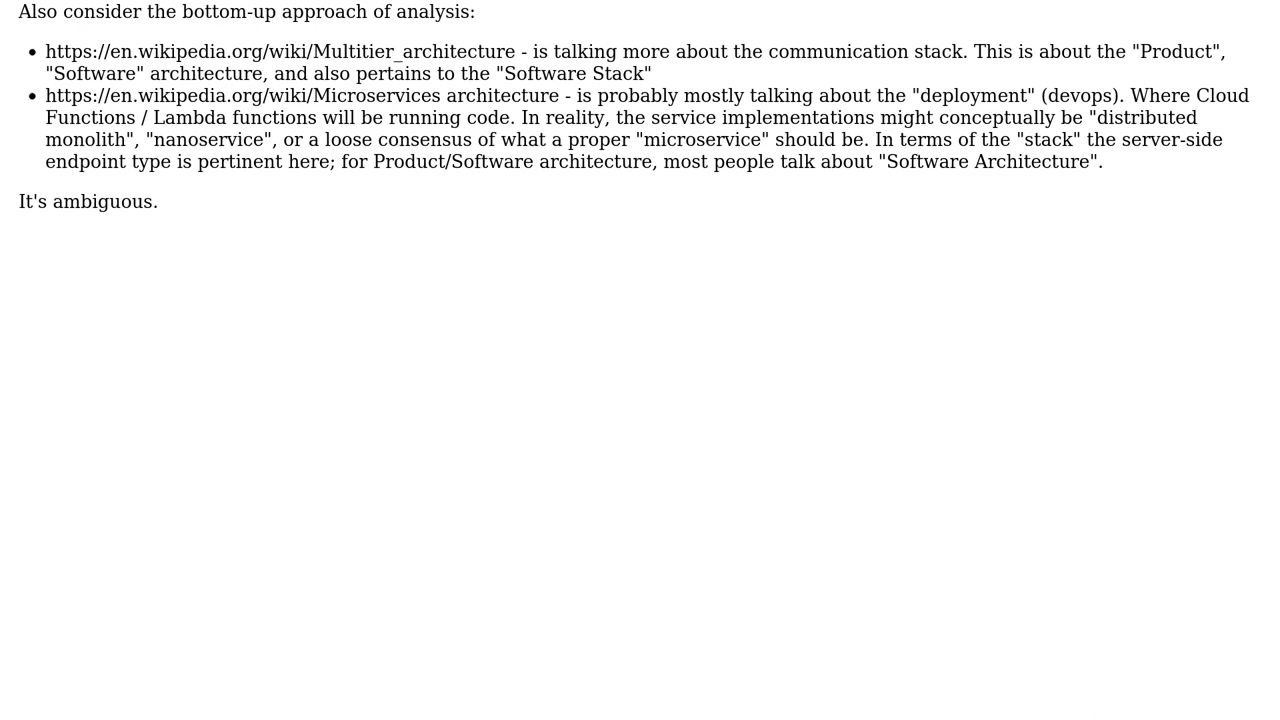 Also consider the bottom-up approach of analysis:
• https://en.wikipedia.org/wiki/Multitier_architecture - is talking more about the communication stack. This is about the "Product",
"Software" architecture, and also pertains to the "Software Stack"
• https://en.wikipedia.org/wiki/Microservices architecture - is probably mostly talking about the "deployment" (devops). Where Cloud
Functions / Lambda functions will be running code. In reality, the service implementations might conceptually be "distributed
monolith", "nanoservice", or a loose consensus of what a proper "microservice" should be. In terms of the "stack" the server-side
endpoint type is pertinent here; for Product/Software architecture, most people talk about "Software Architecture".
It's ambiguous.